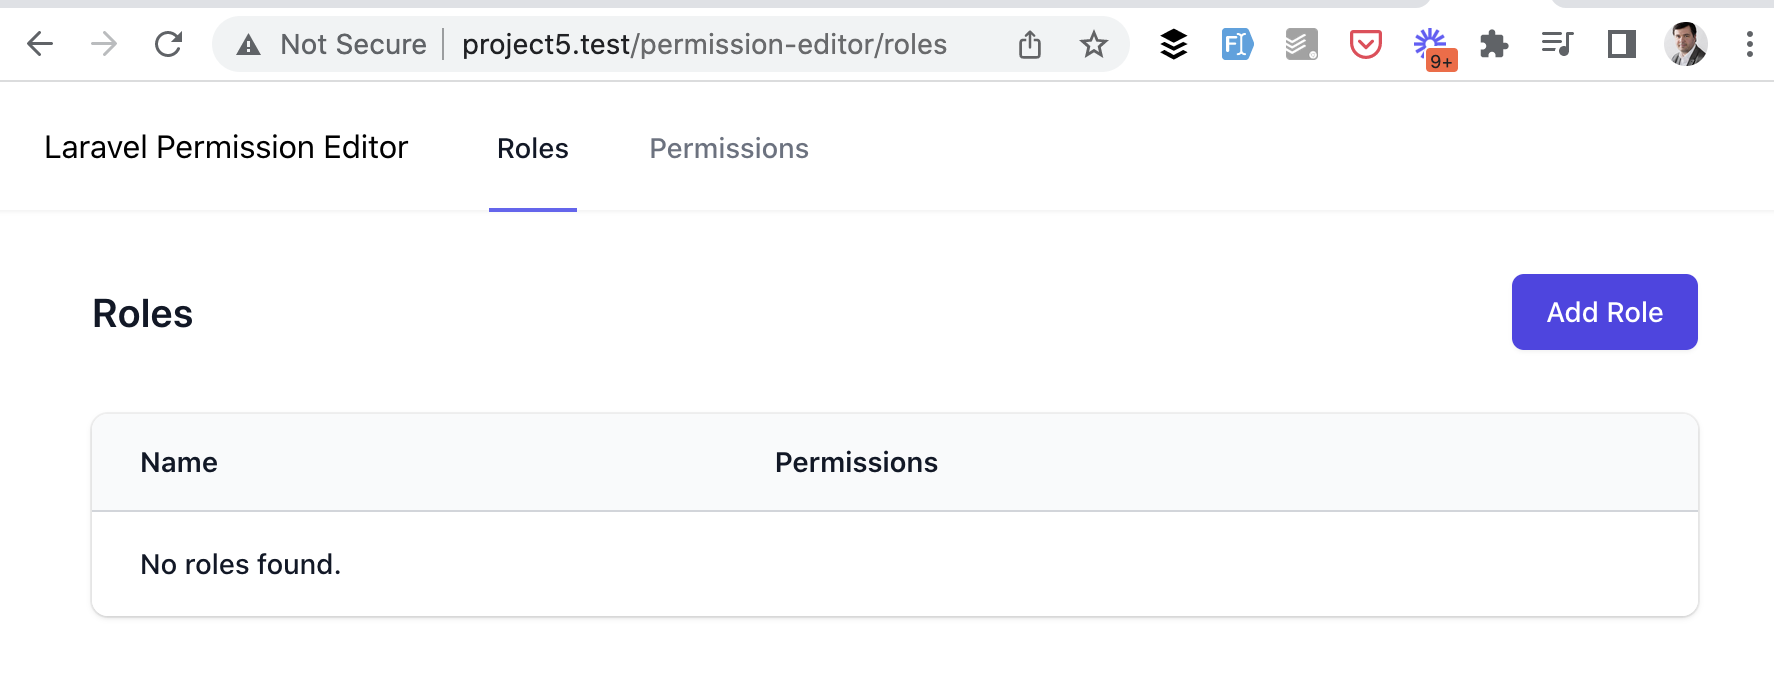 Not Secure project5.test/permission-editor/roles
9+
Laravel Permission Editor Roles Permissions
Roles Add Role
Name Permissions
No roles found.